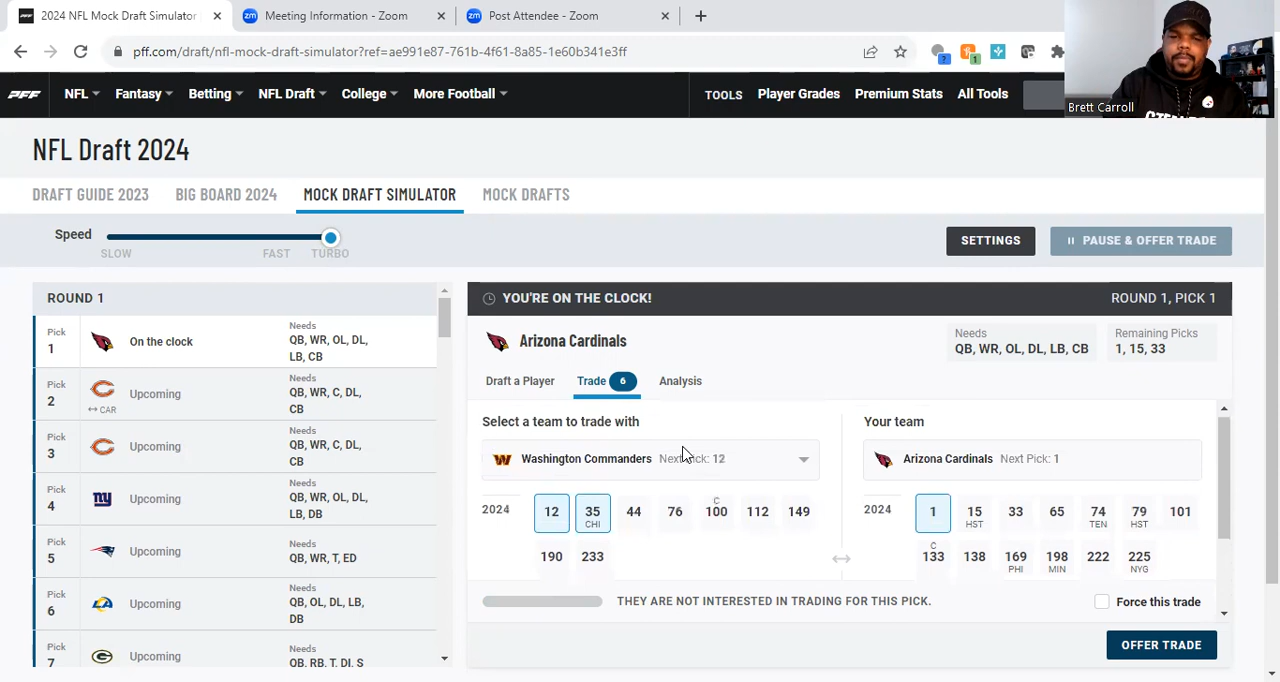 2024 NFL Mock Draft Simulator
Meeting Information - Zoom
Post Attendee - Zoom
pff.com/draft/nfl-mock-draft-simulator?ref=ae991e87-761b-4f61-8a85-1e60b341e3ff
Brett Carroll
PFF NFL Fantasy Betting NFL Draft College More Football TOOLS Player Grades Premium Stats All Tools
NFL Draft 2024
DRAFT GUIDE 2023 BIG BOARD 2024 MOCK DRAFT SIMULATOR MOCK DRAFTS
Speed
SLOW FAST TURBO
SETTINGS
PAUSE & OFFER TRADE
ROUND 1
Pick 1
On the clock
Needs
QB, WR, OL, DL,
LB, CB
Pick 2
CAR
Upcoming
Needs
QB, WR, C, DL,
CB
Pick 3
Upcoming
Needs
QB, WR, C, DL,
CB
Pick 4
Upcoming
Needs
QB, WR, OL, DL,
LB, DB
Pick 5
Upcoming
Needs
QB, WR, T, ED
Pick 6
Upcoming
Needs
QB, OL, DL, LB,
DB
Pick 7
Upcoming
Needs
QB, RB, T, DI, S
YOU'RE ON THE CLOCK! ROUND 1, PICK 1
Arizona Cardinals
Needs
QB, WR, OL, DL, LB, CB
Remaining Picks
1, 15, 33
Draft a Player Trade 6 Analysis
Select a team to trade with
Washington Commanders Next Pick: 12
2024 12 35 CHI 44 76 C 100 112 149
190 233
Your team
Arizona Cardinals Next Pick: 1
2024 1 15 HST 33 65 74 TEN 79 HST 101
C 133 138 169 PHI 198 MIN 222 225 NYG
THEY ARE NOT INTERESTED IN TRADING FOR THIS PICK.
Force this trade
OFFER TRADE